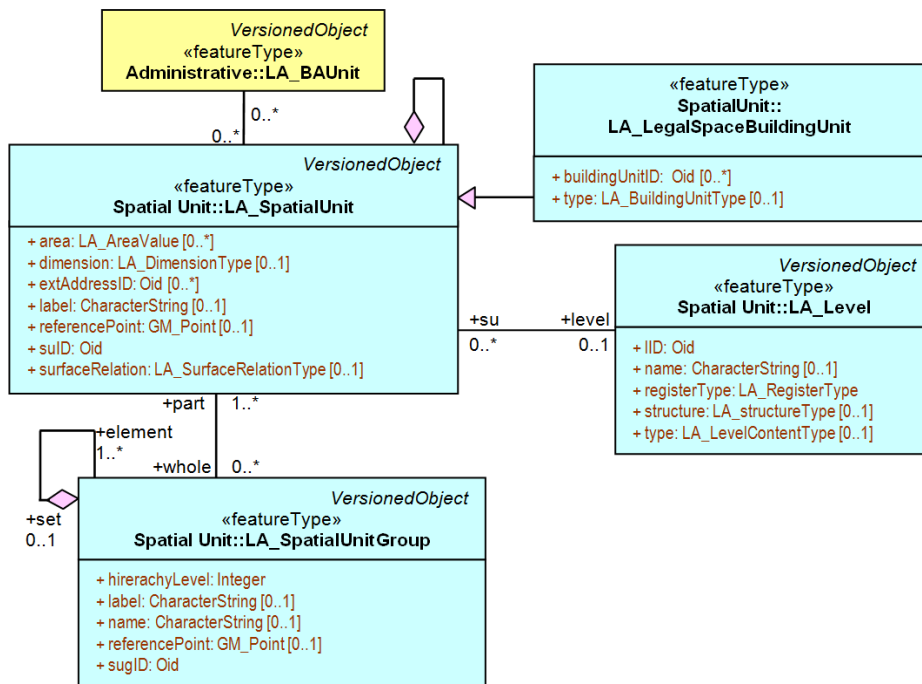 VersionedObject
«featureType»
Administrative::LA_BAUnit
0..*
0..*
«featureType»
SpatialUnit::
LA_LegalSpaceBuildingUnit
+ buildingUnitID: Oid [0..*]
+ type: LA_BuildingUnitType [0..1]
VersionedObject
«featureType»
Spatial Unit::LA_SpatialUnit
+ area: LA_AreaValue [0..*]
+ dimension: LA_DimensionType [0..1]
+ extAddressID: Oid [0..*]
+ label: CharacterString [0..1]
+ referencePoint: GM_Point [0..1]
+ suID: Oid
+ surfaceRelation: LA_SurfaceRelationType [0..1]
+su
+level
0..*
0..1
VersionedObject
«featureType»
Spatial Unit::LA_Level
+ lID: Oid
+ name: CharacterString [0..1]
+ registerType: LA_RegisterType
+ structure: LA_structureType [0..1]
+ type: LA_LevelContentType [0..1]
+part
1..*
+element
1..*
+whole
0..*
+set
0..1
VersionedObject
«featureType»
Spatial Unit::LA_SpatialUnitGroup
+ hirerachyLevel: Integer
+ label: CharacterString [0..1]
+ name: CharacterString [0..1]
+ referencePoint: GM_Point [0..1]
+ sugID: Oid